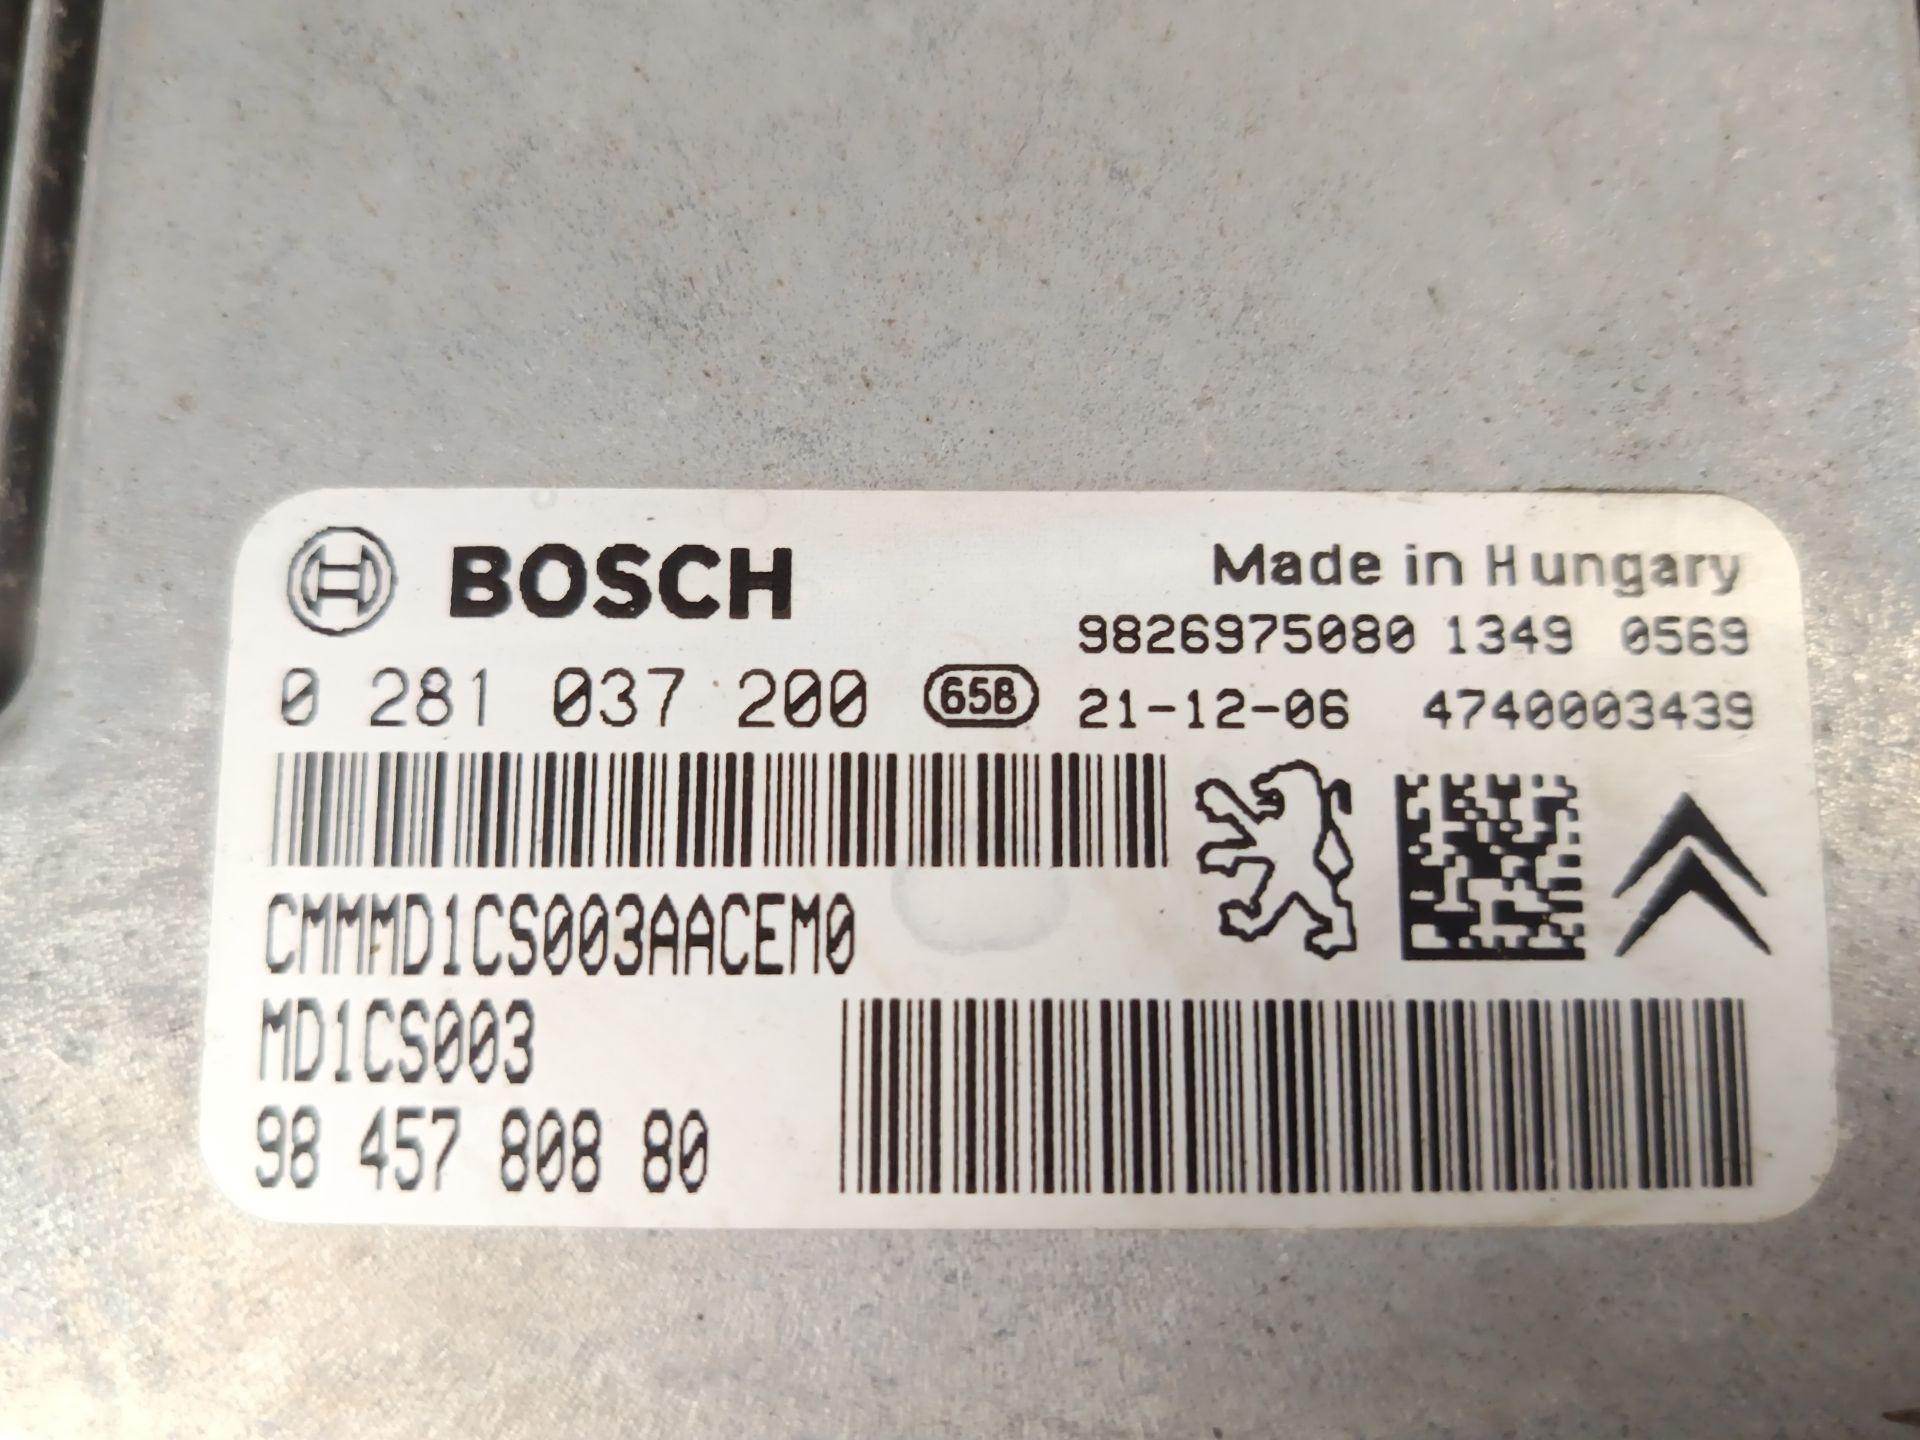 BOSCH
Made in Hungary
9826975080 1349 0569
0 281 037 200 65B 21-12-06 4740003439
CMMMD1CS003AACEM0
MD1CS003
98 457 808 80